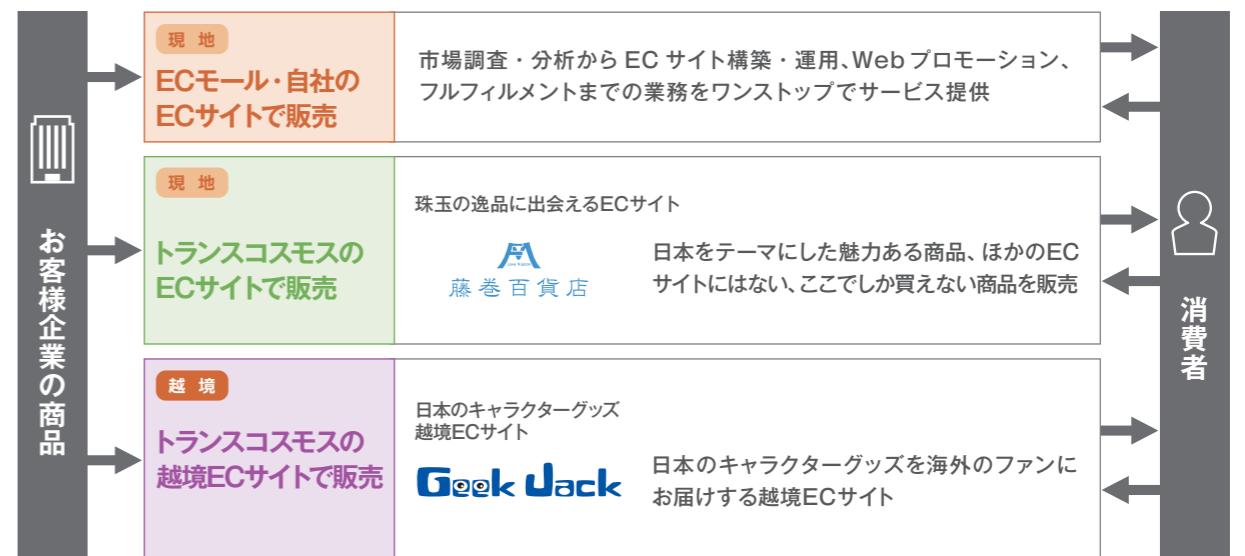 お客様企業の商品
現地
ECモール・自社の
ECサイトで販売
市場調査・分析から EC サイト構築・運用、Web プロモーション、
フルフィルメントまでの業務をワンストップでサービス提供
現地
トランスコスモスの
ECサイトで販売
珠玉の逸品に出会えるECサイト
藤巻百貨店
日本をテーマにした魅力ある商品、ほかのEC
サイトにはない、ここでしか買えない商品を販売
越境
トランスコスモスの
越境ECサイトで販売
日本のキャラクターグッズ
越境ECサイト
Geek Jack
日本のキャラクターグッズを海外のファンに
お届けする越境ECサイト
消費者